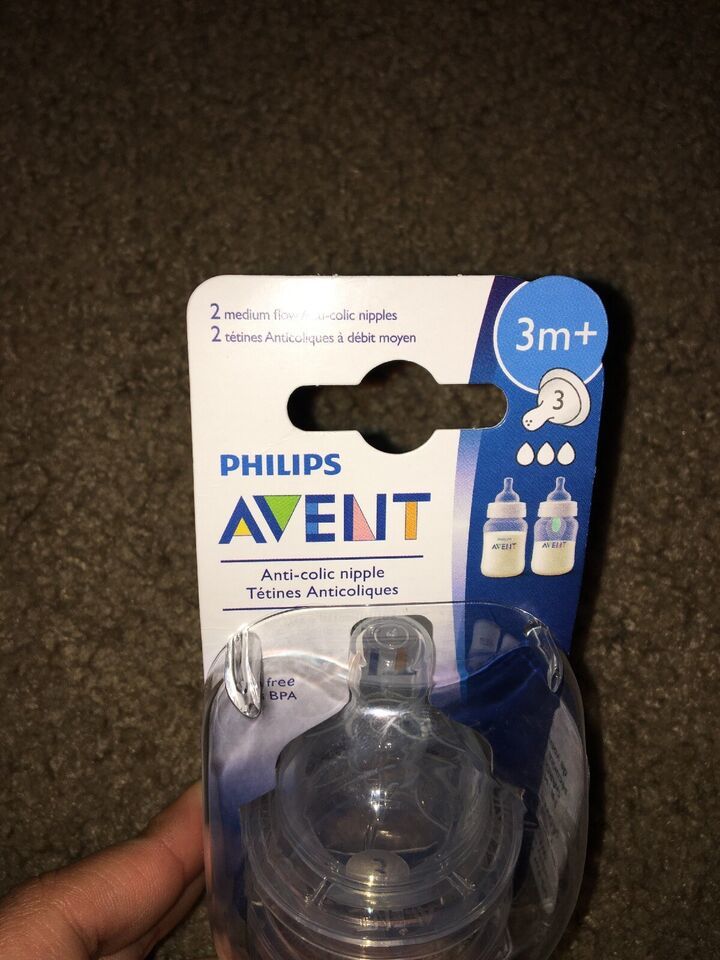 2 medium flow Anti-colic nipples
2 tétines Anticoliques à débit moyen
3m+
3
PHILIPS
AVENT
Anti-colic nipple
Tétines Anticoliques
PHILIPS
AVENT
AVENT
free
BPA